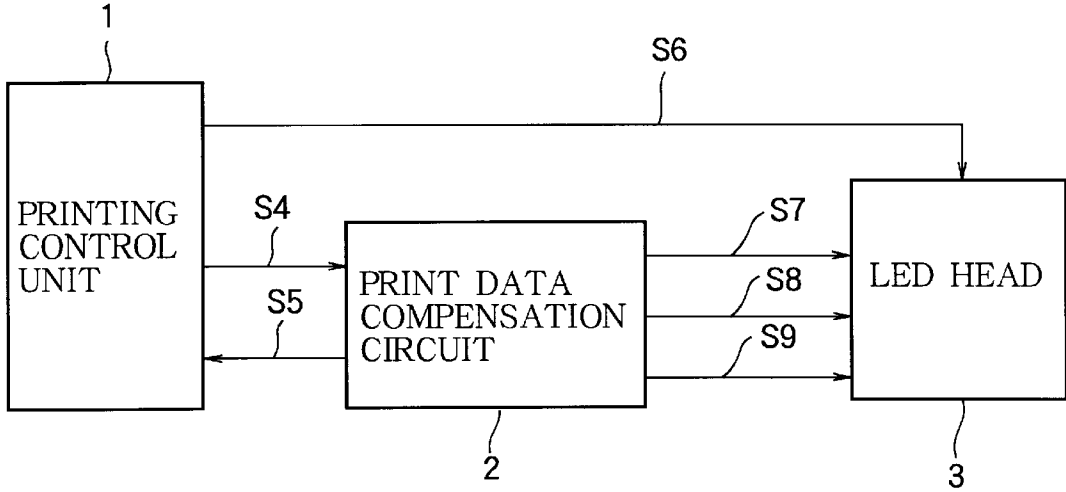 1
S6
PRINTING
CONTROL
UNIT
S4
S5
PRINT DATA
COMPENSATION
CIRCUIT
S7
S8
S9
LED HEAD
2
3